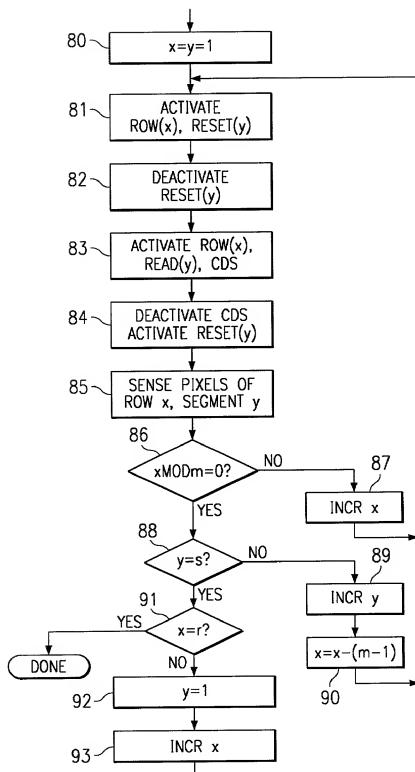 80
x=y=1
81
ACTIVATE
ROW(x), RESET(y)
82
DEACTIVATE
RESET(y)
83
ACTIVATE ROW(x),
READ(y), CDS
84
DEACTIVATE CDS
ACTIVATE RESET(y)
85
SENSE PIXELS OF
ROW x, SEGMENT y
86
xMODm=0?
NO
87
INCR x
YES
88
y=s?
NO
89
INCR y
YES
91
x=r?
YES
DONE
x=x-(m-1)
90
NO
92
y=1
93
INCR x